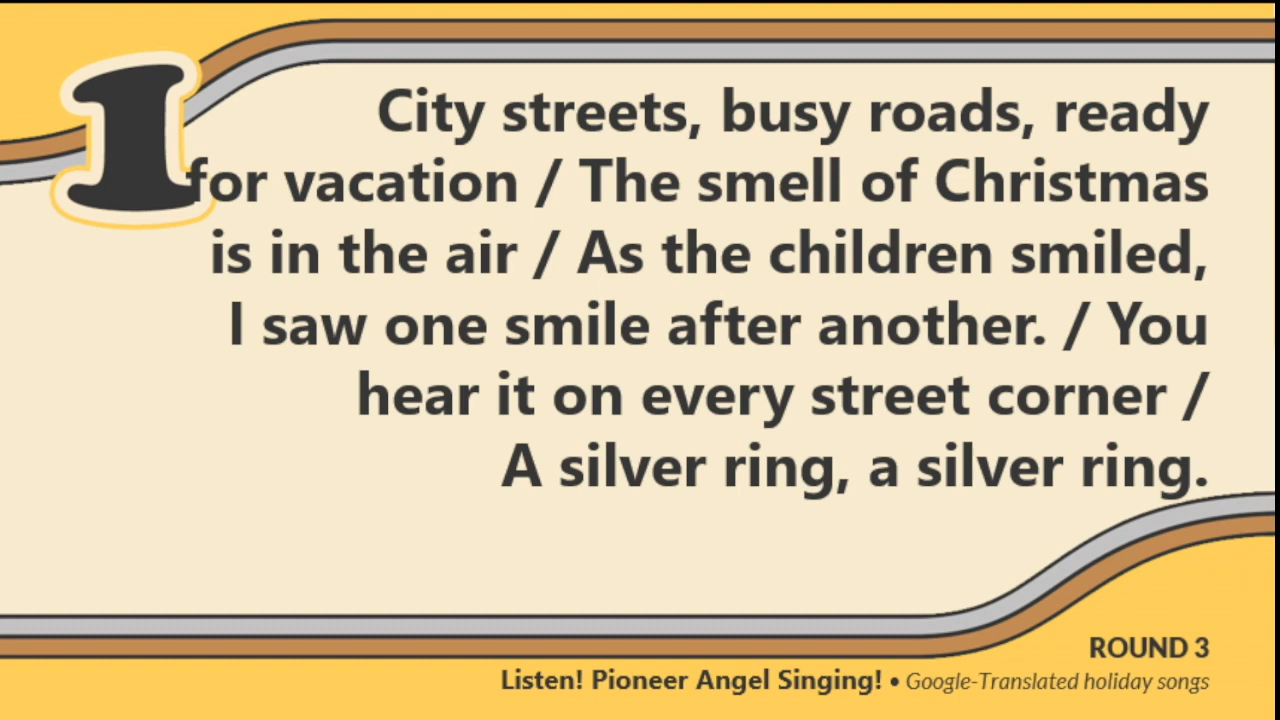 1
City streets, busy roads, ready
for vacation / The smell of Christmas
is in the air / As the children smiled,
I saw one smile after another. / You
hear it on every street corner /
A silver ring, a silver ring.
ROUND 3
Listen! Pioneer Angel Singing! • Google-Translated holiday songs